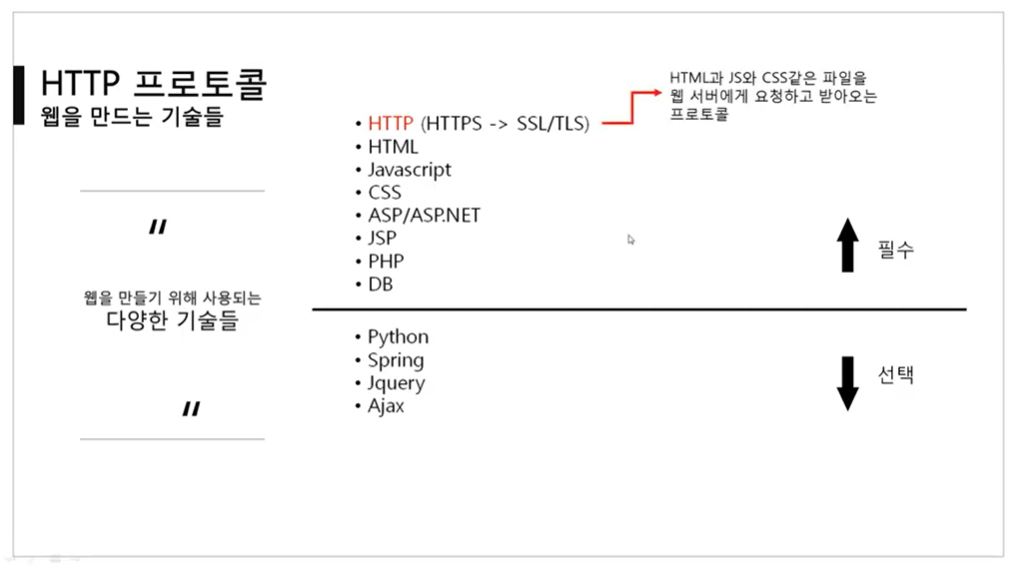 HTTP 프로토콜
웹을 만드는 기술들
"
웹을 만들기 위해 사용되는
다양한 기술들
"
• HTTP (HTTPS -> SSL/TLS)
• HTML
• Javascript
• CSS
• ASP/ASP.NET
• JSP
• PHP
• DB
HTML과 JS와 CSS같은 파일을
웹 서버에게 요청하고 받아오는
프로토콜
필수
• Python
• Spring
• Jquery
• Ajax
선택